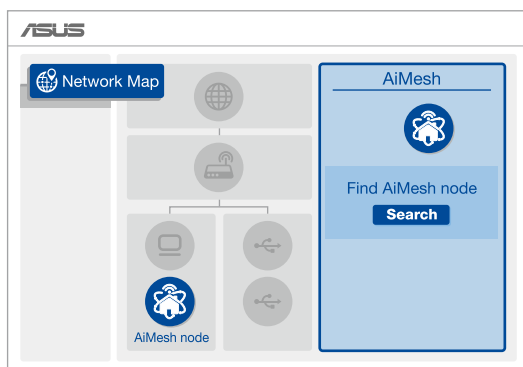 ASUS
Network Map
AiMesh node
AiMesh
Find AiMesh node
Search